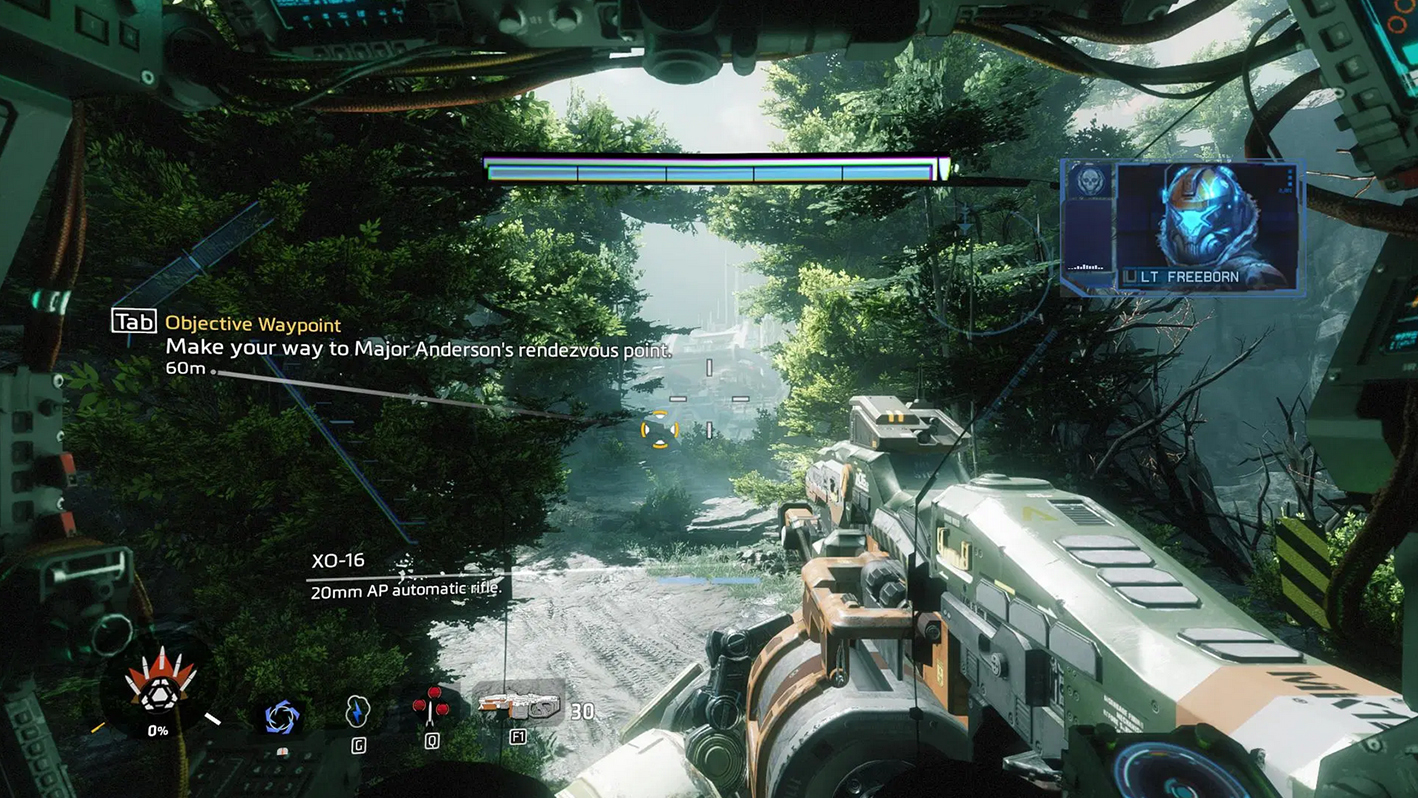 LT FREEBORN
Tab Objective Waypoint
Make your way to Major Anderson's rendezvous point.
60m
XO-16
20mm AP automatic rifle.
0%
G
Q
F1
30